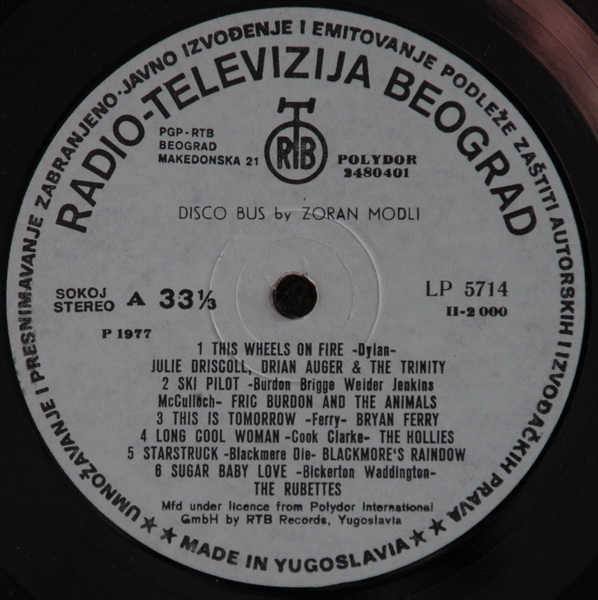 UMNOŽAVANJE I PRESNIMAVANJE ZABRANJENO·JAVNO IZVOĐENJE I EMITOVANJE PODLEŽE ZAŠTITI AUTORSKIH I IZVOĐAČKIH PRAVA
RADIO-TELEVIZIJA BEOGRAD
PGP-RTB
BEOGRAD
MAKEDONSKA 21
RTB
POLYDOR
2480401
DISCO BUS by ZORAN MODLI
SOKOJ
STEREO A 33⅓
LP 5714
II-2 000
P 1977
1 THIS WHEELS ON FIRE -Dylan-
JULIE DRISCOLL, DRIAN AUGER & THE TRINITY
2 SKI PILOT -Burdon Brigge Weider Jenkins
McCulloch- FRIC BURDON AND THE ANIMALS
3 THIS IS TOMORROW -Ferry- BRYAN FERRY
4 LONG COOL WOMAN -Cook Clarke- THE HOLLIES
5 STARSTRUCK -Blackmere Die- BLACKMORE'S RAINDOW
6 SUGAR BABY LOVE -Bickerton Waddington-
THE RUBETTES
Mfd under licence from Polydor International
GmbH by RTB Records, Yugoslavia
★★ MADE IN YUGOSLAVIA ★★